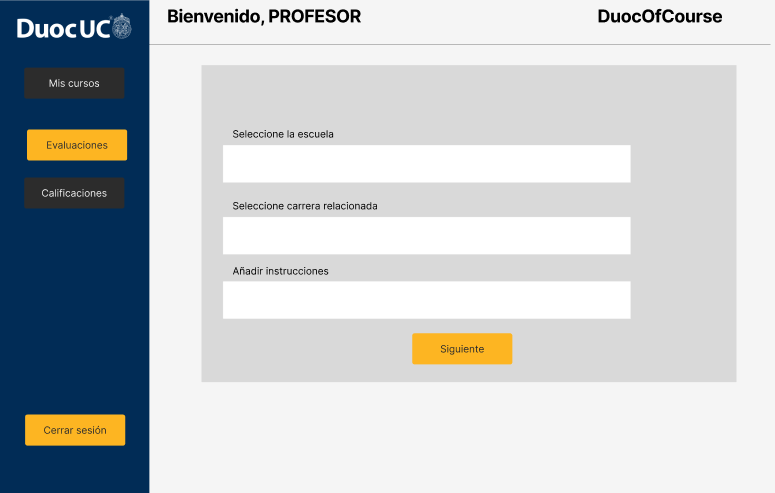 DuocUC®
Bienvenido, PROFESOR
DuocOfCourse
Mis cursos
Evaluaciones
Calificaciones
Cerrar sesión
Seleccione la escuela
Seleccione carrera relacionada
Añadir instrucciones
Siguiente